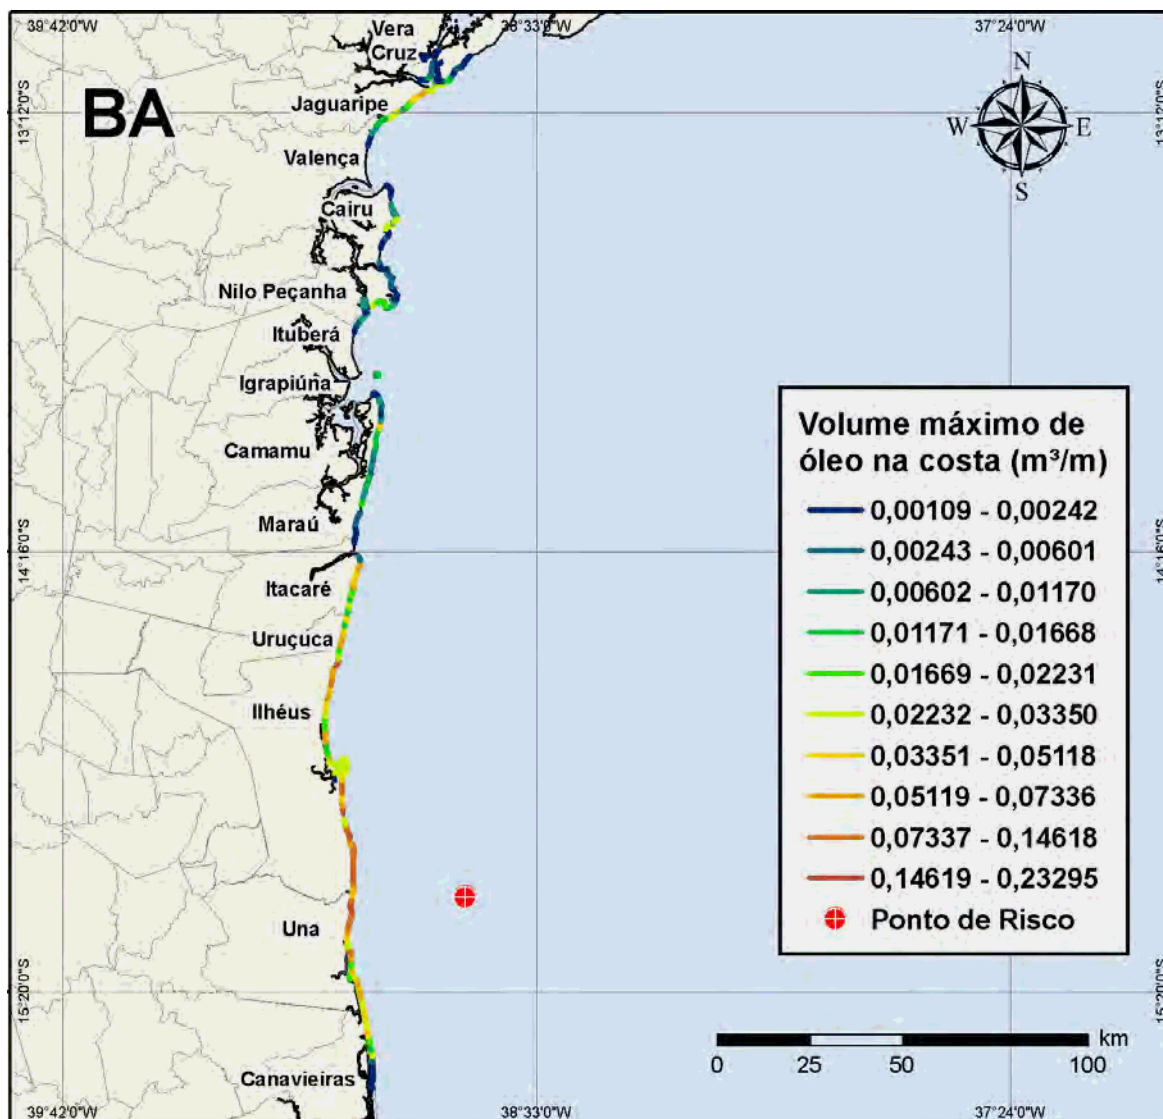 39°42'0"W
38°33'0"W
37°24'0"W
Vera
Cruz
N
Jaguaripe
BA
13°12'0"S
13°12'0"S
W
E
Valença
S
Cairu
Nilo Peçanha
Ituberá
Igrapiúna
Camamu
Maraú
14°16'0"S
14°16'0"S
Itacaré
Uruçuca
Ilhéus
Una
15°20'0"S
15°20'0"S
Canavieiras
Volume máximo de
óleo na costa (m³/m)
0,00109 - 0,00242
0,00243 - 0,00601
0,00602 - 0,01170
0,01171 - 0,01668
0,01669 - 0,02231
0,02232 - 0,03350
0,03351 - 0,05118
0,05119 - 0,07336
0,07337 - 0,14618
0,14619 - 0,23295
Ponto de Risco
km
0 25 50 100
39°42'0"W
38°33'0"W
37°24'0"W